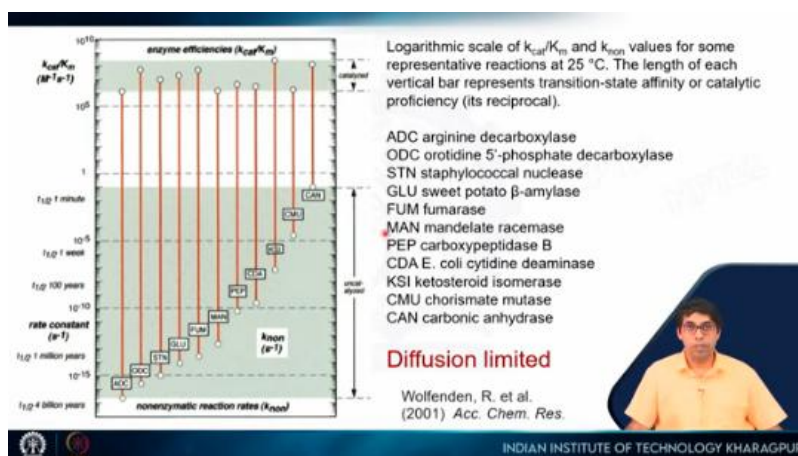 10¹⁰
enzyme efficiencies (kcat/Km)
kcat/Km
(M⁻¹s⁻¹)
catalyzed
10⁵
1
t1/2 1 minute
CAN
CMU
10⁻⁵
t1/2 1 week
KSI
CDA
t1/2 100 years
PEP
10⁻¹⁰
MAN
rate constant
(s⁻¹)
FUM
knon
(s⁻¹)
uncatalyzed
GLU
t1/2 1 million years
STN
ODC
10⁻¹⁵
ADC
t1/2 4 billion years
nonenzymatic reaction rates (knon)
Logarithmic scale of kcat/Km and knon values for some
representative reactions at 25 °C. The length of each
vertical bar represents transition-state affinity or catalytic
proficiency (its reciprocal).
ADC arginine decarboxylase
ODC orotidine 5'-phosphate decarboxylase
STN staphylococcal nuclease
GLU sweet potato β-amylase
FUM fumarase
MAN mandelate racemase
PEP carboxypeptidase B
CDA E. coli cytidine deaminase
KSI ketosteroid isomerase
CMU chorismate mutase
CAN carbonic anhydrase
Diffusion limited
Wolfenden, R. et al.
(2001) Acc. Chem. Res.
INDIAN INSTITUTE OF TECHNOLOGY KHARAGPUR